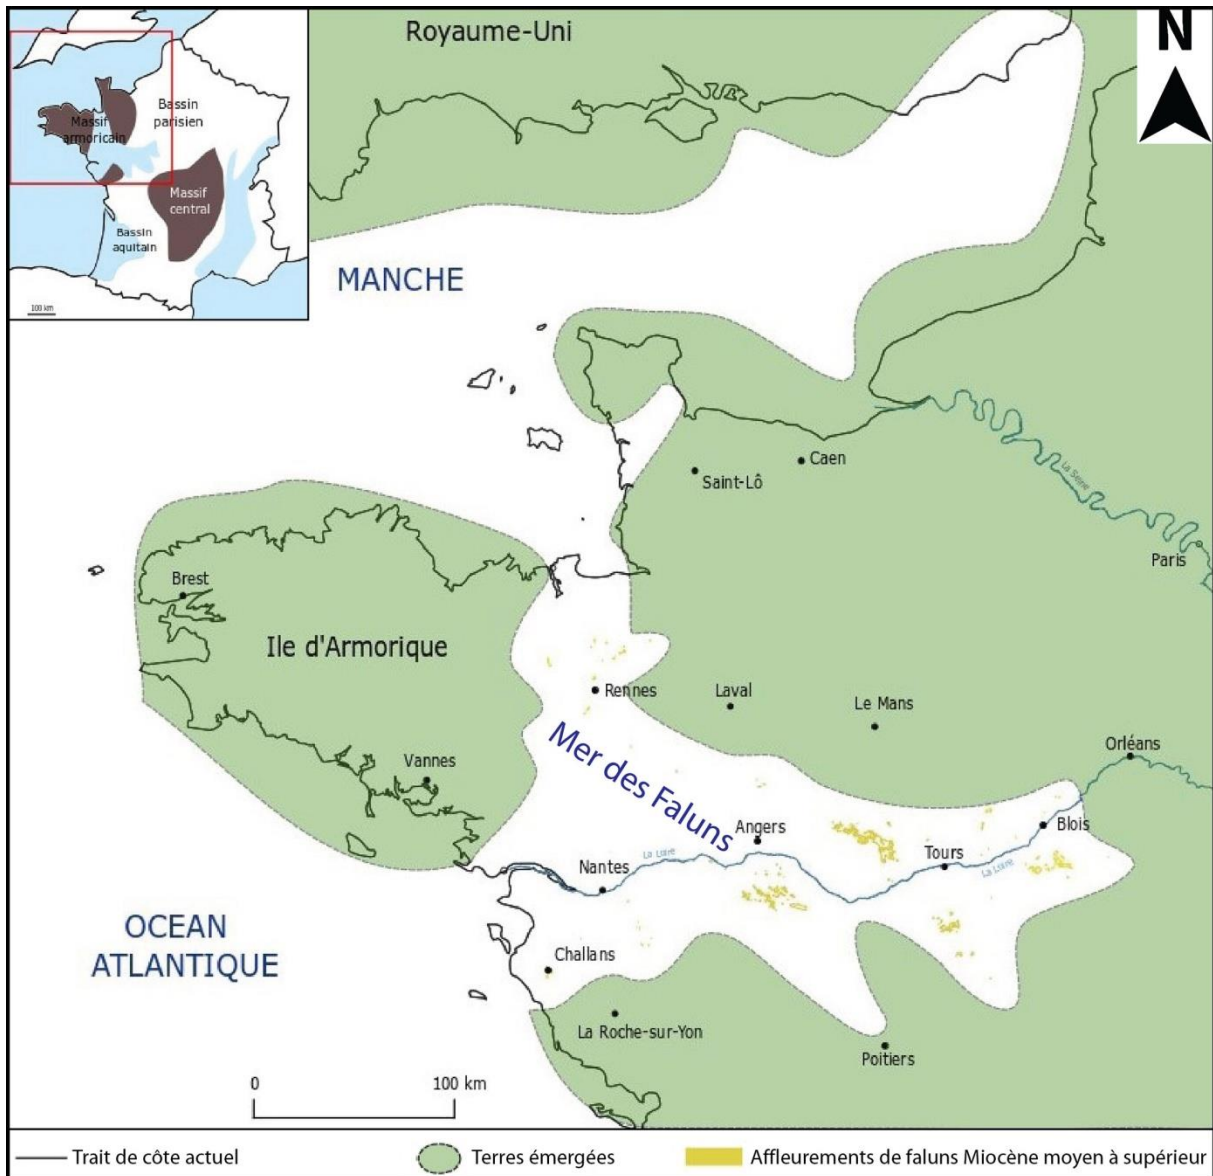 Royaume-Uni
N
Bassin
parisien
Massif
armoricain
Massif
central
Bassin
aquitain
100 km
MANCHE
Caen
Saint-Lô
La Seine
Paris
Brest
Ile d'Armorique
Rennes
Laval
Le Mans
Orléans
Mer des Faluns
Vannes
Angers
Blois
Tours
La Loire
La Loire
Nantes
OCEAN
ATLANTIQUE
Challans
La Roche-sur-Yon
Poitiers
0
100 km
Trait de côte actuel
Terres émergées
Affleurements de faluns Miocène moyen à supérieur